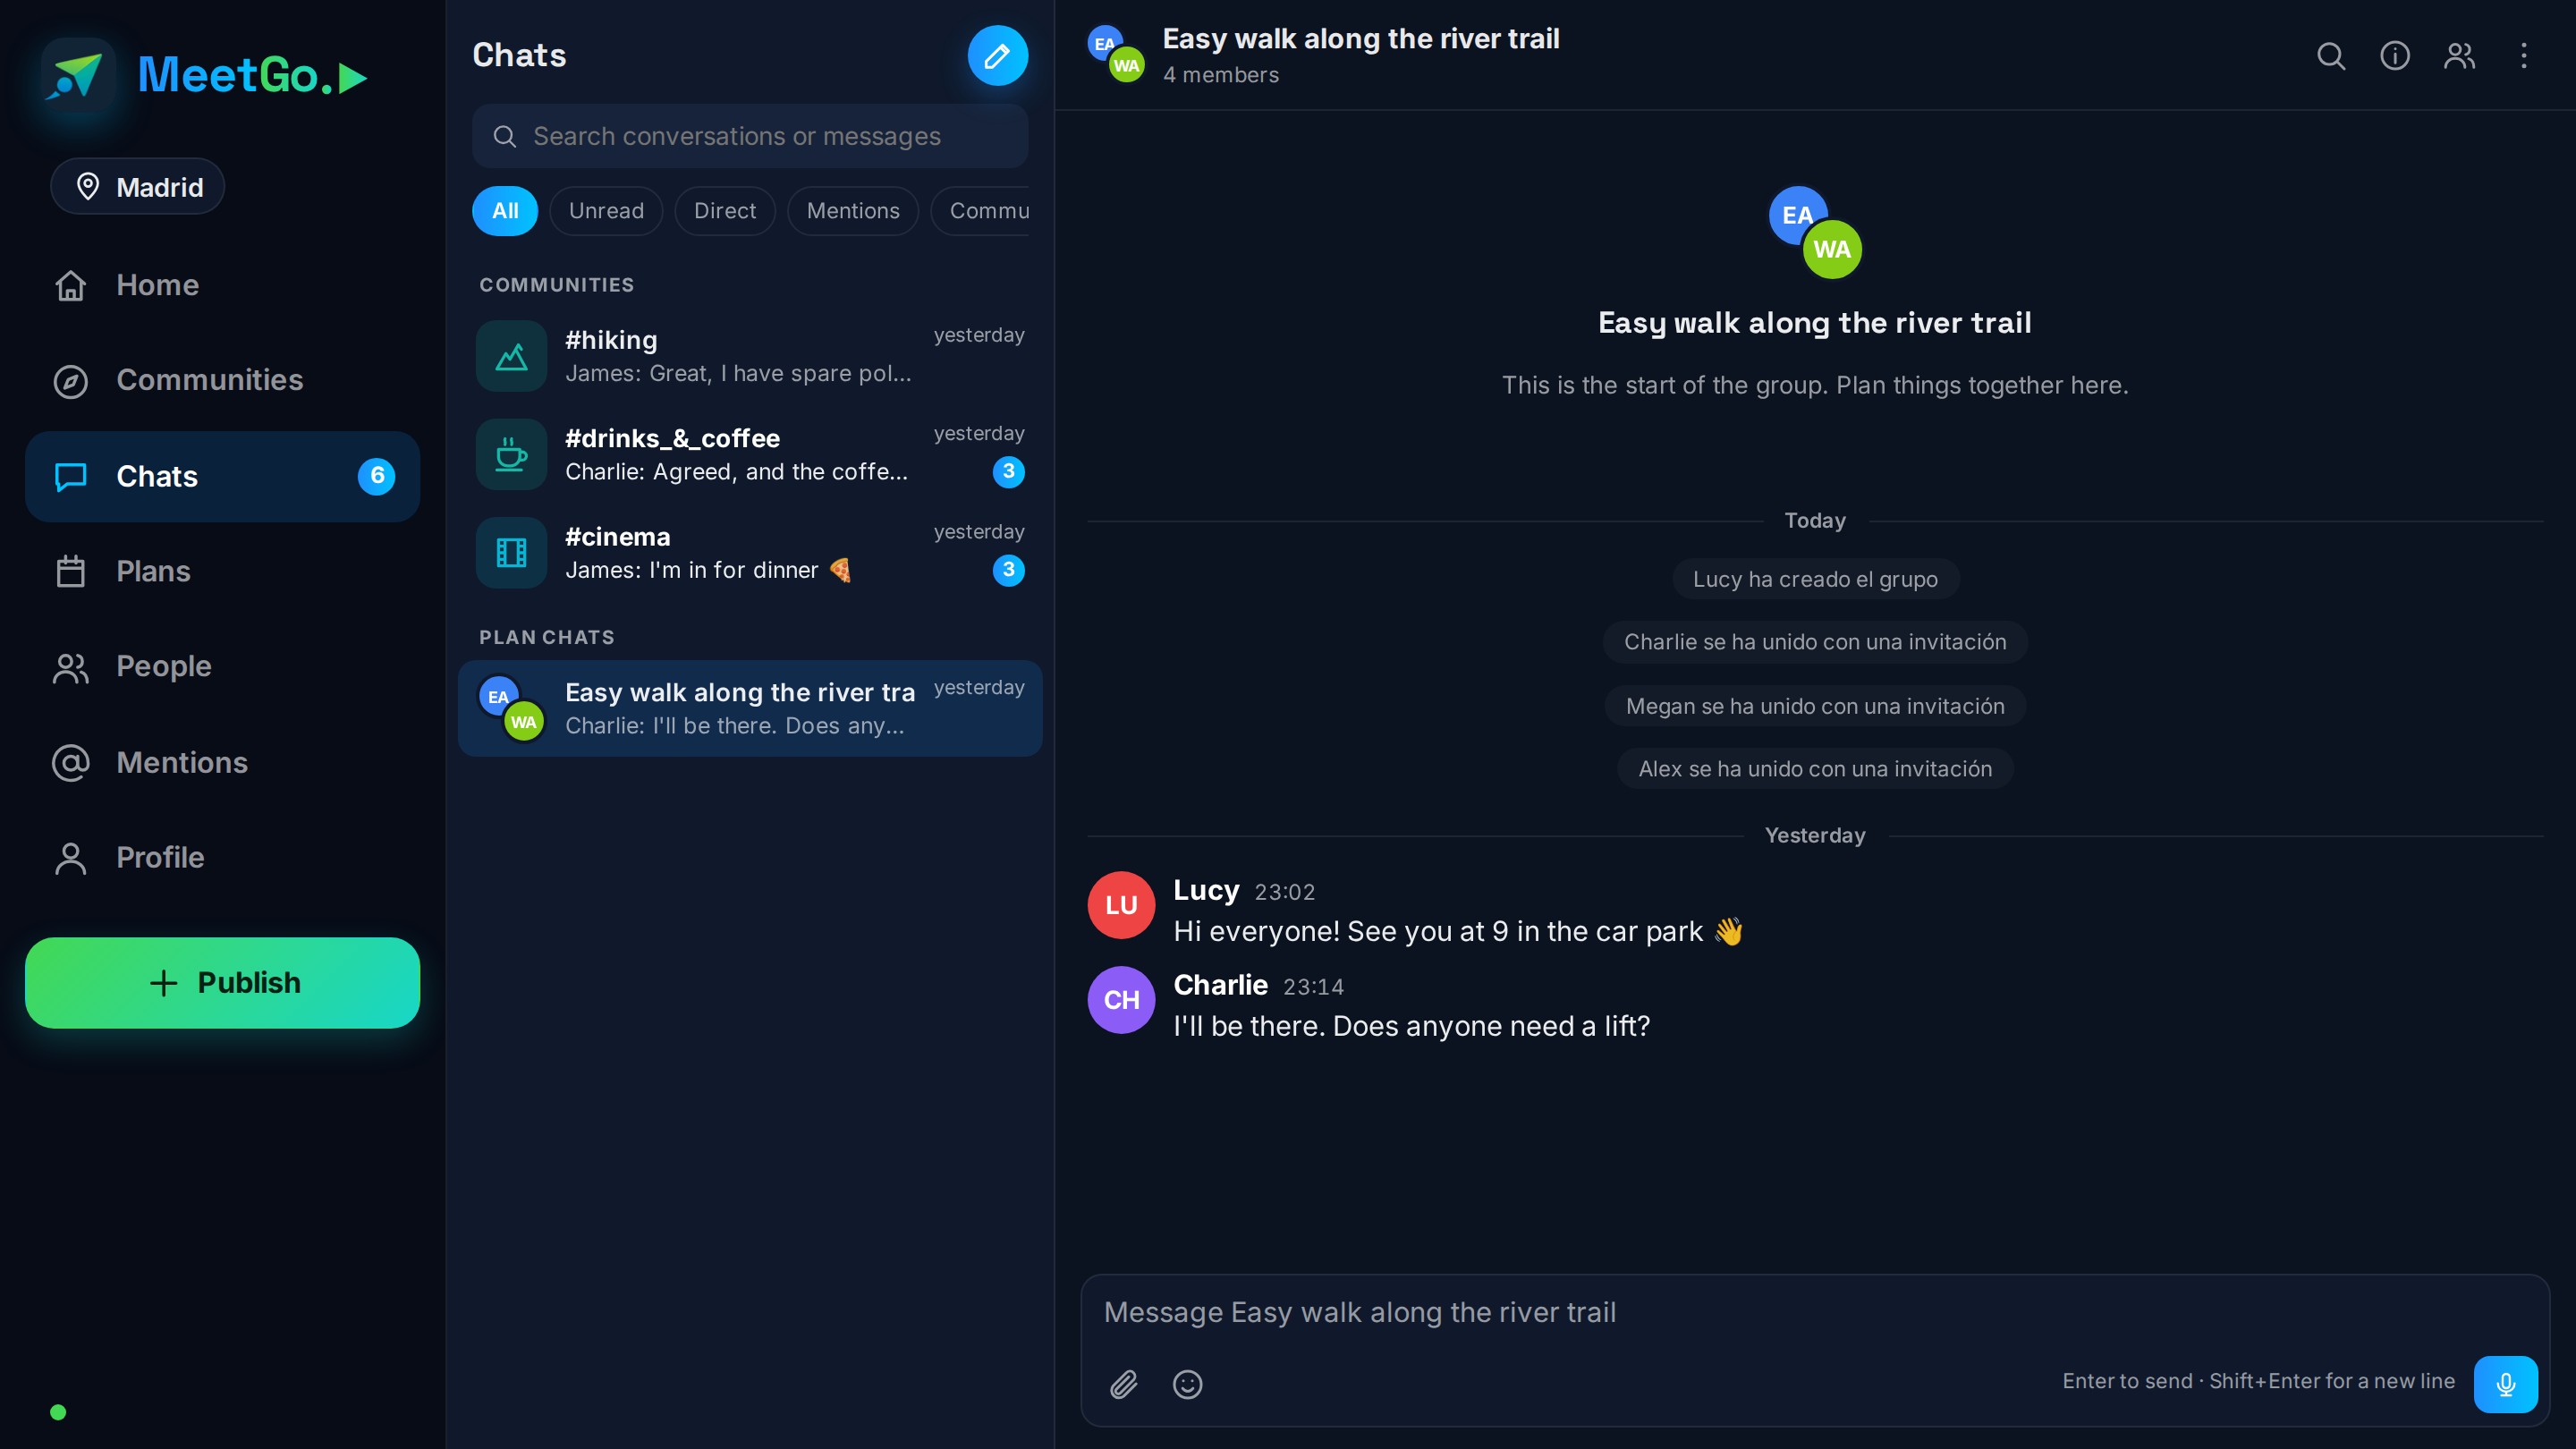 MeetGo.
Madrid
Home
Communities
Chats
6
Plans
People
Mentions
Profile
Publish
Chats
Search conversations or messages
All
Unread
Direct
Mentions
Commu
COMMUNITIES
#hiking
yesterday
James: Great, I have spare pol...
#drinks_&_coffee
yesterday
Charlie: Agreed, and the coffe...
3
#cinema
yesterday
James: I'm in for dinner 🍕
3
PLAN CHATS
EA
WA
Easy walk along the river tra
yesterday
Charlie: I'll be there. Does any...
EA
WA
Easy walk along the river trail
4 members
EA
WA
Easy walk along the river trail
This is the start of the group. Plan things together here.
Today
Lucy ha creado el grupo
Charlie se ha unido con una invitación
Megan se ha unido con una invitación
Alex se ha unido con una invitación
Yesterday
LU
Lucy 23:02
Hi everyone! See you at 9 in the car park 👋
CH
Charlie 23:14
I'll be there. Does anyone need a lift?
Message Easy walk along the river trail
Enter to send · Shift+Enter for a new line